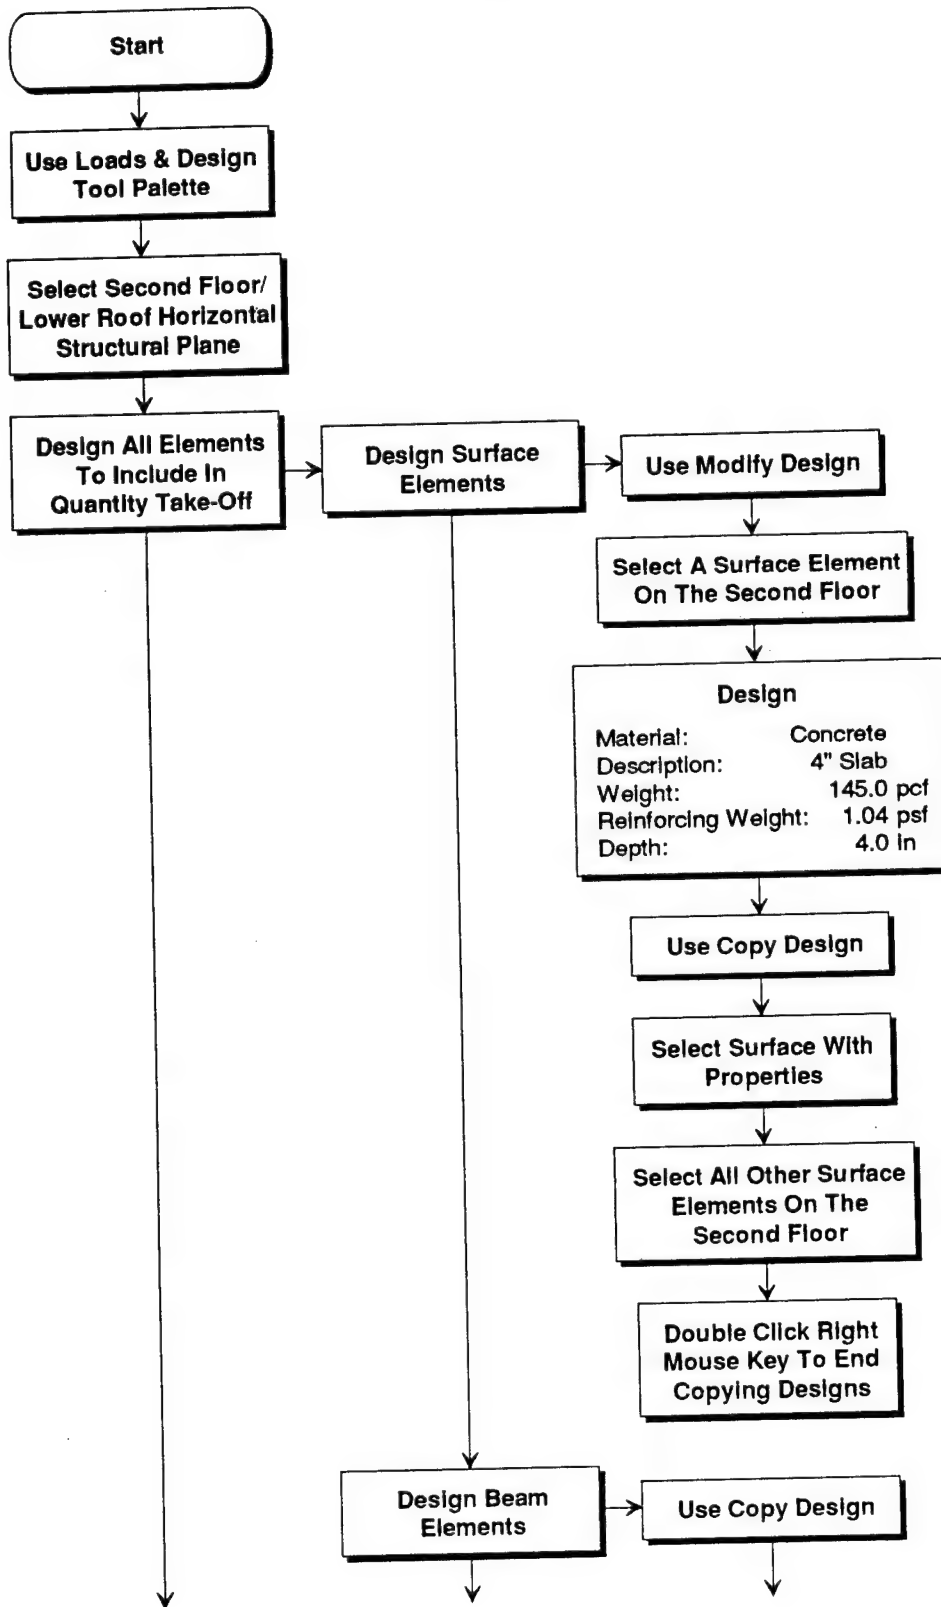 Start
Use Loads & Design
Tool Palette
Select Second Floor/
Lower Roof Horizontal
Structural Plane
Design All Elements
To Include In
Quantity Take-Off
Design Surface
Elements
Use Modify Design
Select A Surface Element
On The Second Floor
Design
Material: Concrete
Description: 4" Slab
Weight: 145.0 pcf
Reinforcing Weight: 1.04 psf
Depth: 4.0 in
Use Copy Design
Select Surface With
Properties
Select All Other Surface
Elements On The
Second Floor
Double Click Right
Mouse Key To End
Copying Designs
Design Beam
Elements
Use Copy Design